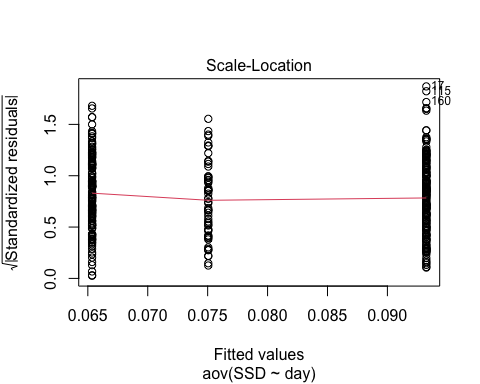 Scale-Location
√|Standardized residuals|
0.0 0.5 1.0 1.5
17
115
160
0.065 0.070 0.075 0.080 0.085 0.090
Fitted values
aov(SSD ~ day)